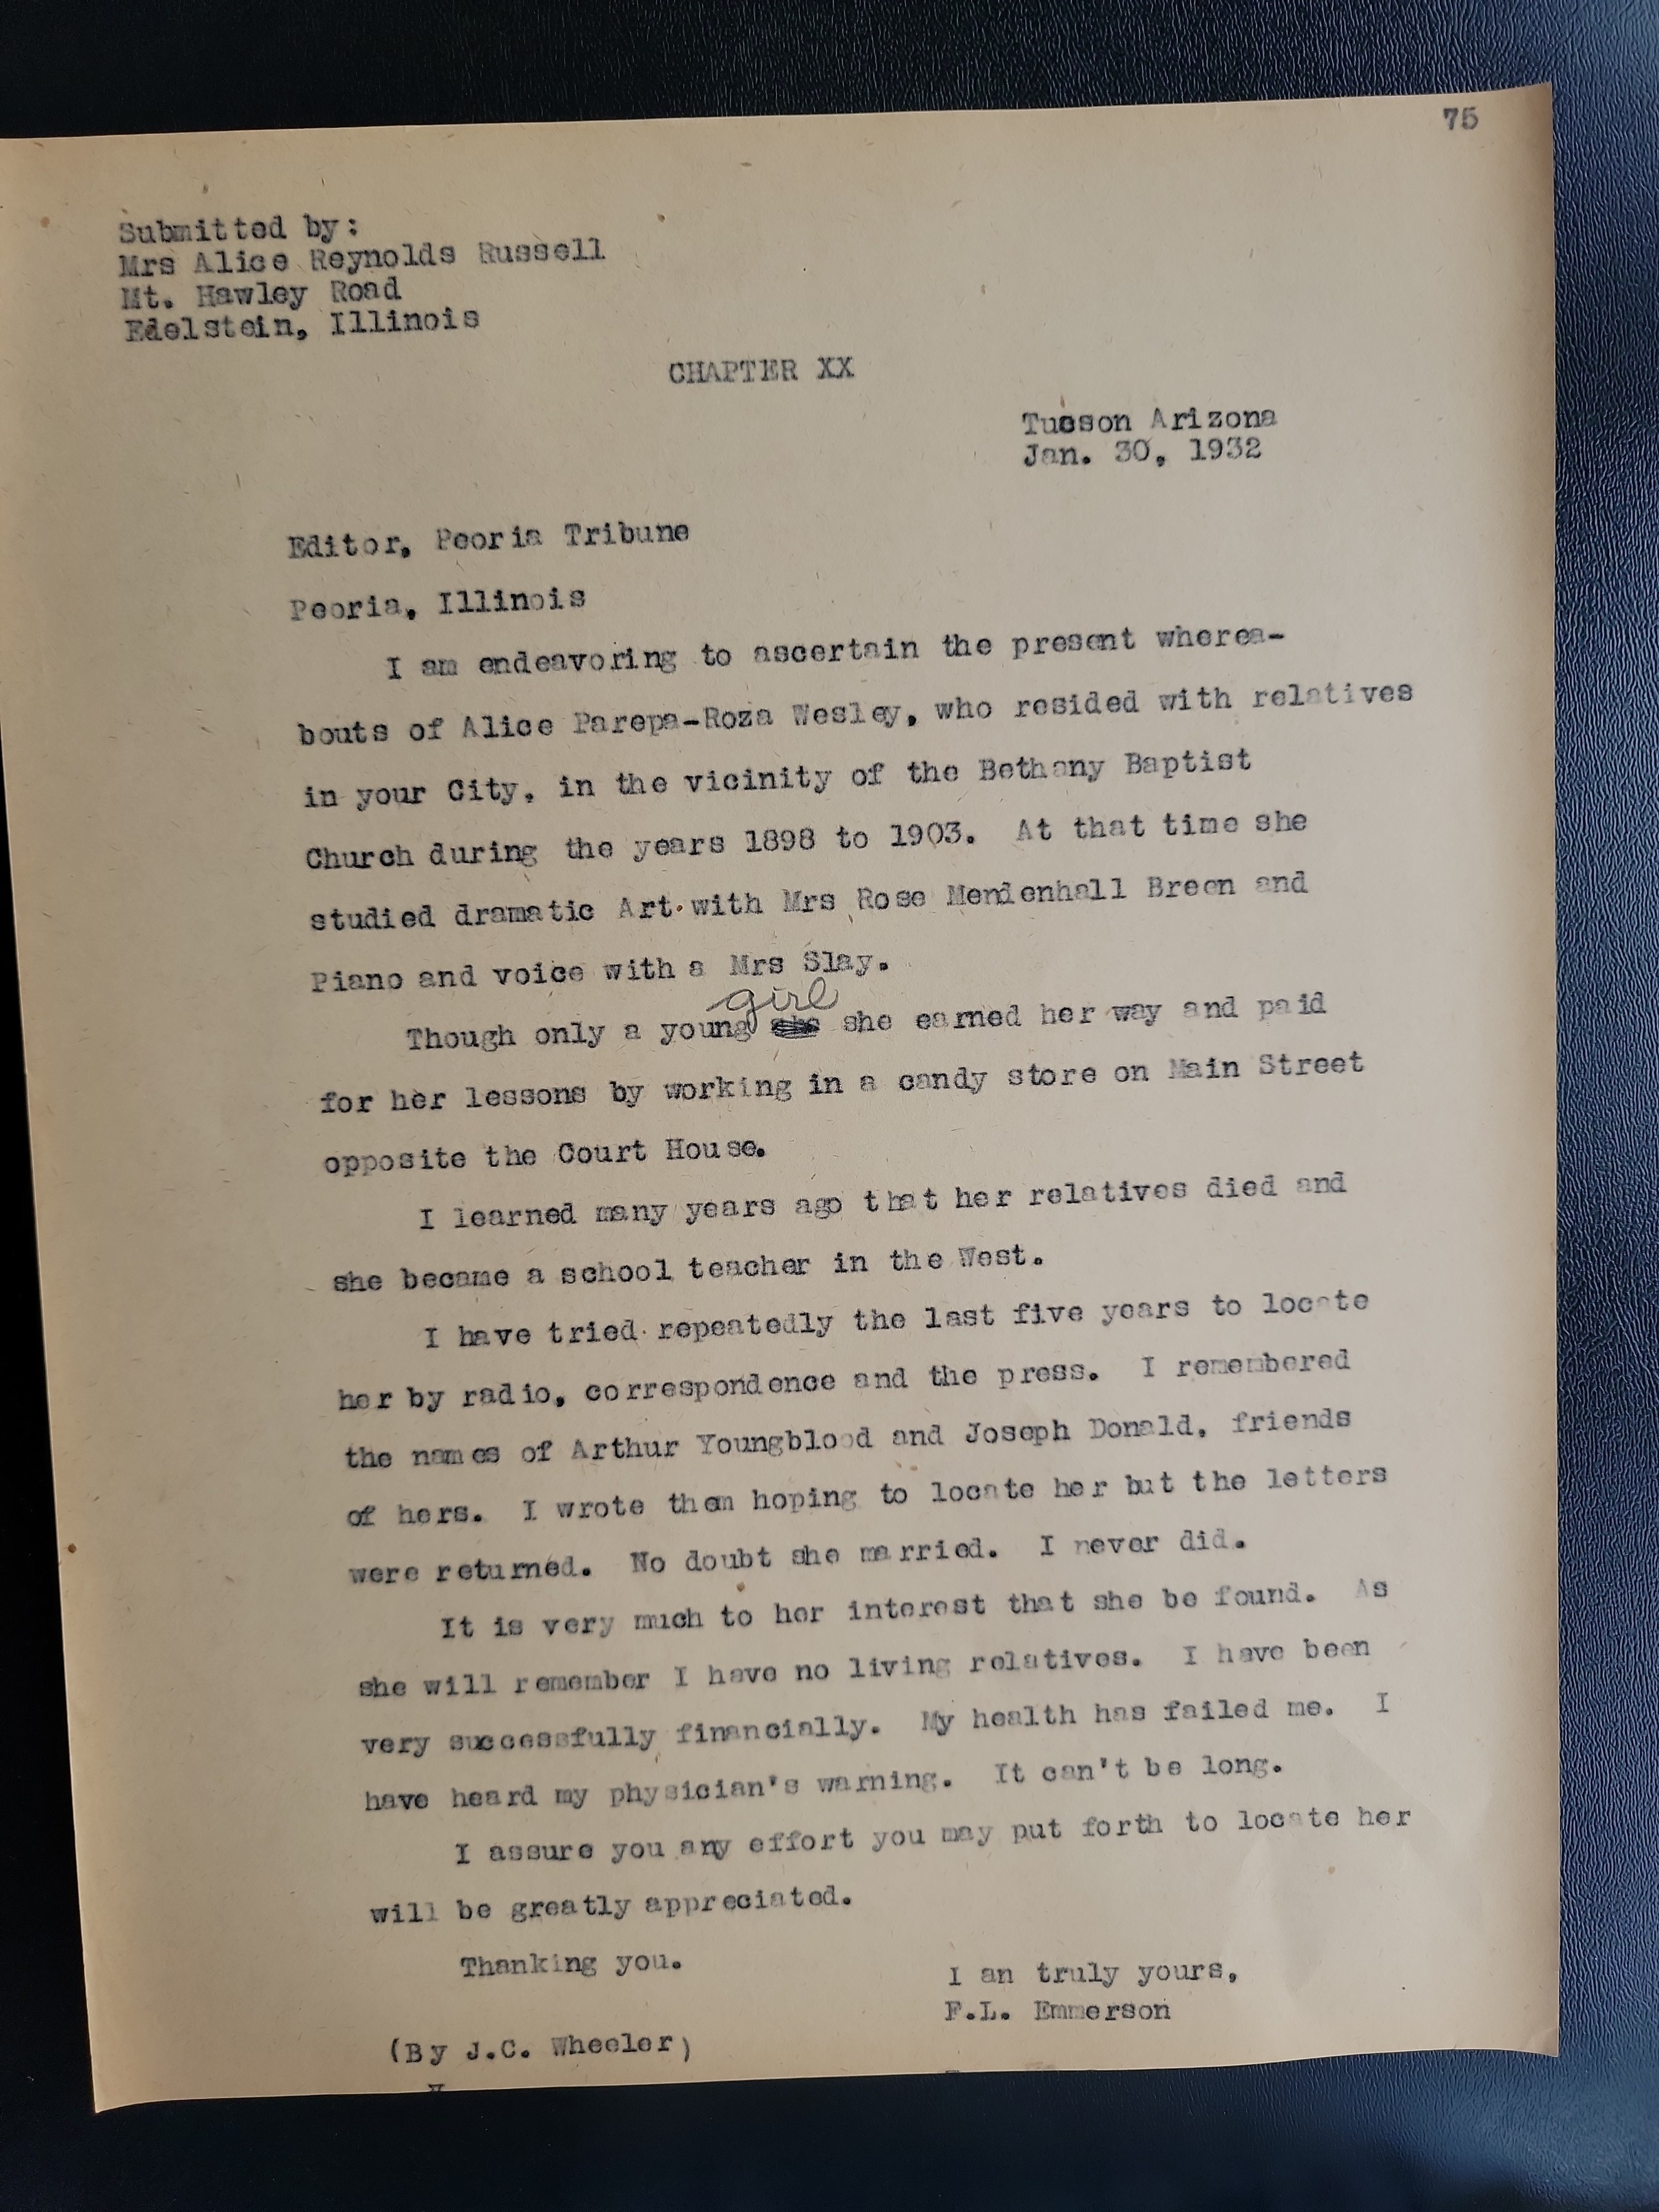 75
Submitted by:
Mrs Alice Reynolds Russell
Mt. Hawley Road
Edelstein, Illinois
CHAPTER XX
Tucson Arizona
Jan. 30, 1932
Editor, Peoria Tribune
Peoria, Illinois
I am endeavoring to ascertain the present wherea-
bouts of Alice Parepa-Roza Wesley, who resided with relatives
in your City, in the vicinity of the Bethany Baptist
Church during the years 1898 to 1903. At that time she
studied dramatic Art with Mrs Rose Mendenhall Breen and
Piano and voice with a Mrs Slay.
Though only a young girl she earned her way and paid
for her lessons by working in a candy store on Main Street
opposite the Court House.
I learned many years ago that her relatives died and
she became a school teacher in the West.
I have tried repeatedly the last five years to locate
her by radio, correspondence and the press. I remembered
the names of Arthur Youngblood and Joseph Donald, friends
of hers. I wrote them hoping to locate her but the letters
were returned. No doubt she married. I never did.
It is very much to her interest that she be found. As
she will remember I have no living relatives. I have been
very successfully financially. My health has failed me. I
have heard my physician's warning. It can't be long.
I assure you any effort you may put forth to locate her
will be greatly appreciated.
Thanking you.
I an truly yours,
F.L. Emmerson
(By J.C. Wheeler)